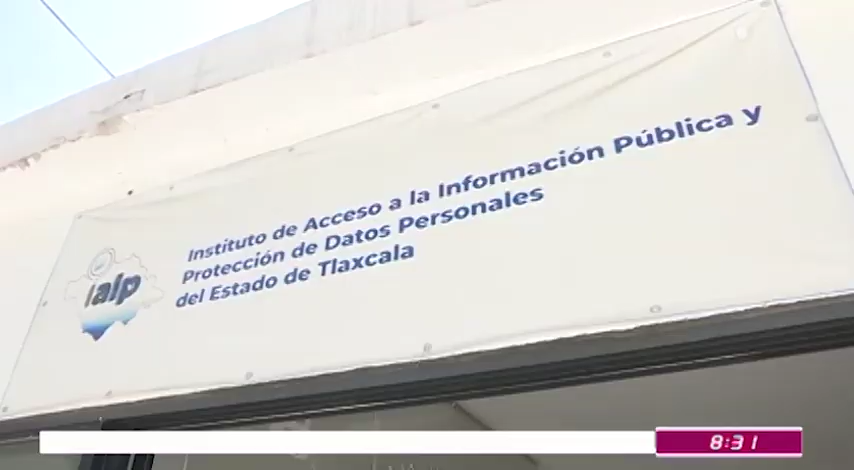 Instituto de Acceso a la Información Pública y
Protección de Datos Personales
del Estado de Tlaxcala
iaip
8:31